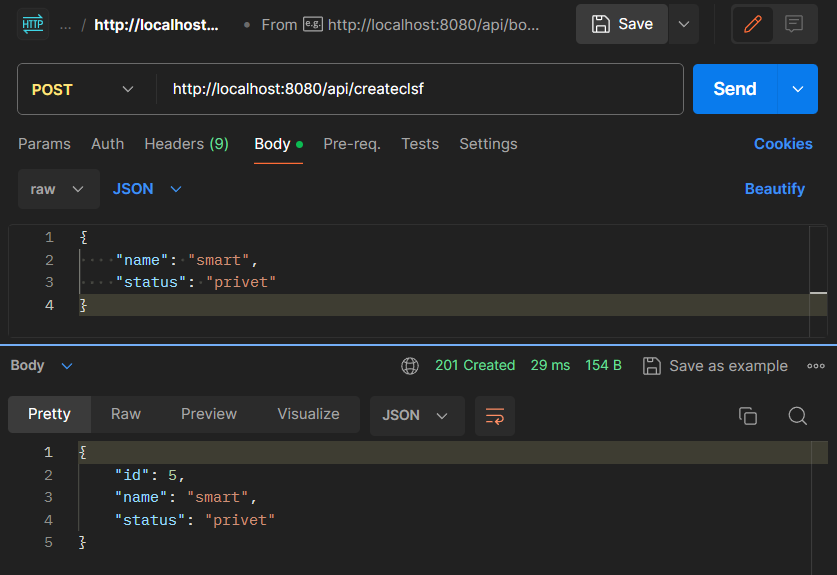 HTTP ... / http://localhost... From e.g. http://localhost:8080/api/bo... Save
POST http://localhost:8080/api/createclsf Send
Params Auth Headers (9) Body Pre-req. Tests Settings Cookies
raw JSON Beautify
1 {
2 ····"name":·"smart",
3 ····"status":·"privet"
4 }
Body 201 Created 29 ms 154 B Save as example
Pretty Raw Preview Visualize JSON
1 {
2 "id": 5,
3 "name": "smart",
4 "status": "privet"
5 }